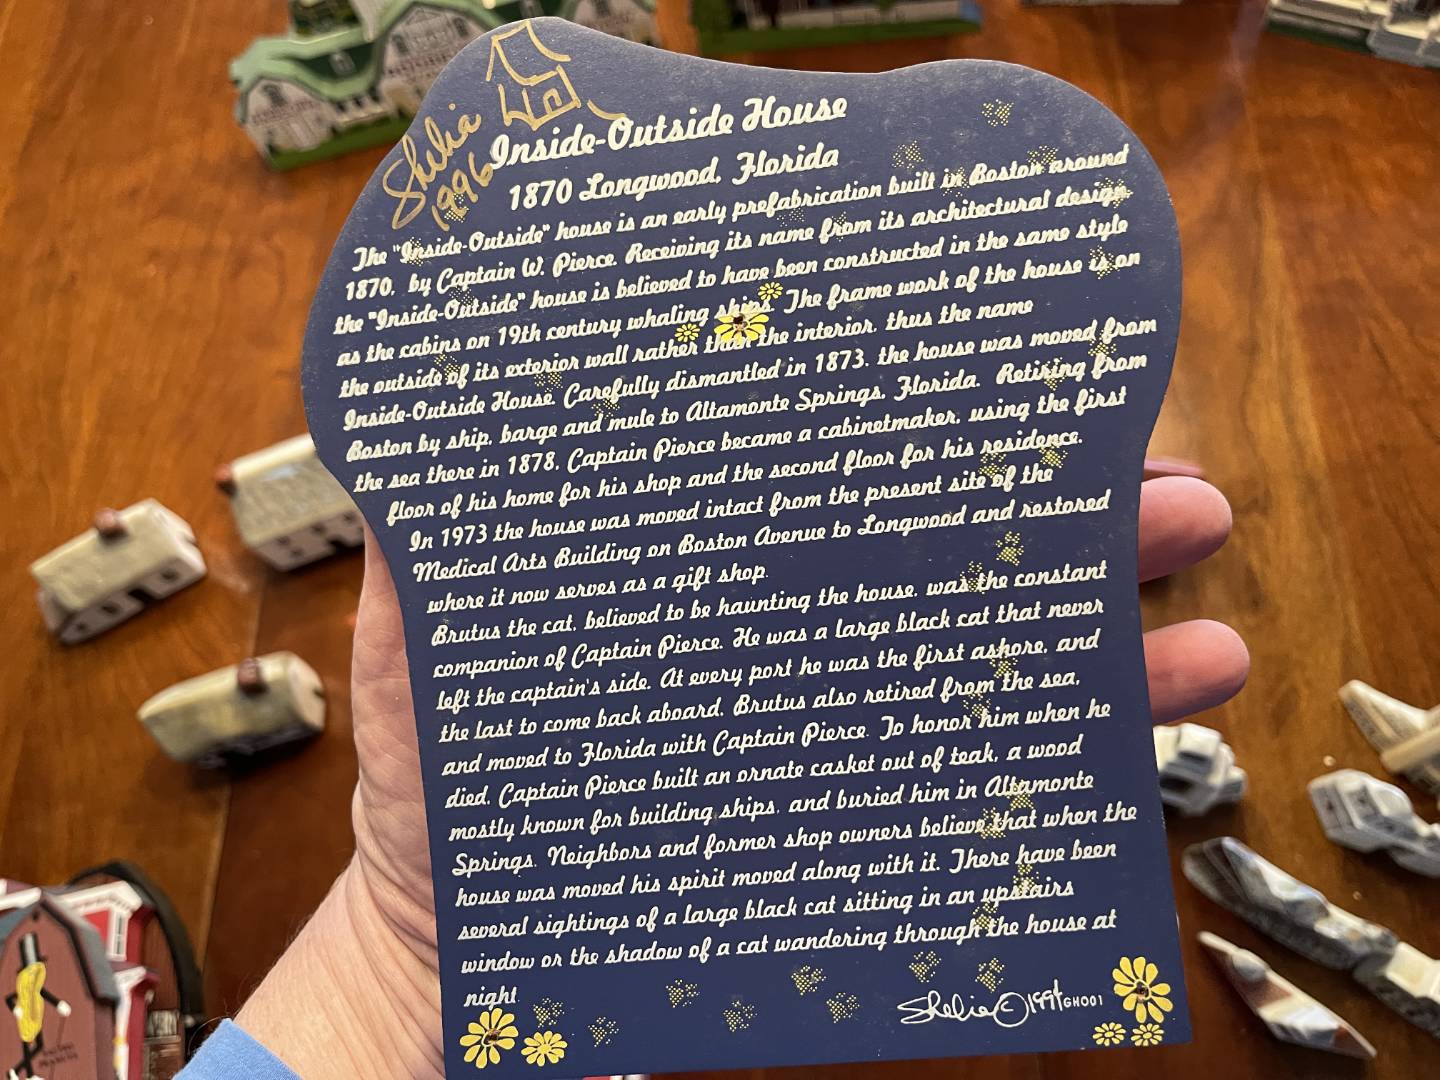 Shelia
1996
Inside-Outside House
1870 Longwood, Florida
The "Inside-Outside" house is an early prefabrication built in Boston around
1870, by Captain W. Pierce. Receiving its name from its architectural design,
the "Inside-Outside" house is believed to have been constructed in the same style
as the cabins on 19th century whaling ships. The frame work of the house is on
the outside of its exterior wall rather than the interior, thus the name
Inside-Outside House. Carefully dismantled in 1873, the house was moved from
Boston by ship, barge and mule to Altamonte Springs, Florida. Retiring from
the sea there in 1878, Captain Pierce became a cabinetmaker, using the first
floor of his home for his shop and the second floor for his residence.
In 1973 the house was moved intact from the present site of the
Medical Arts Building on Boston Avenue to Longwood and restored
where it now serves as a gift shop.
Brutus the cat, believed to be haunting the house, was the constant
companion of Captain Pierce. He was a large black cat that never
left the captain's side. At every port he was the first ashore, and
the last to come back aboard. Brutus also retired from the sea,
and moved to Florida with Captain Pierce. To honor him when he
died, Captain Pierce built an ornate casket out of teak, a wood
mostly known for building ships, and buried him in Altamonte
Springs. Neighbors and former shop owners believe that when the
house was moved his spirit moved along with it. There have been
several sightings of a large black cat sitting in an upstairs
window or the shadow of a cat wandering through the house at
night.
Shelia © 1994 GH001